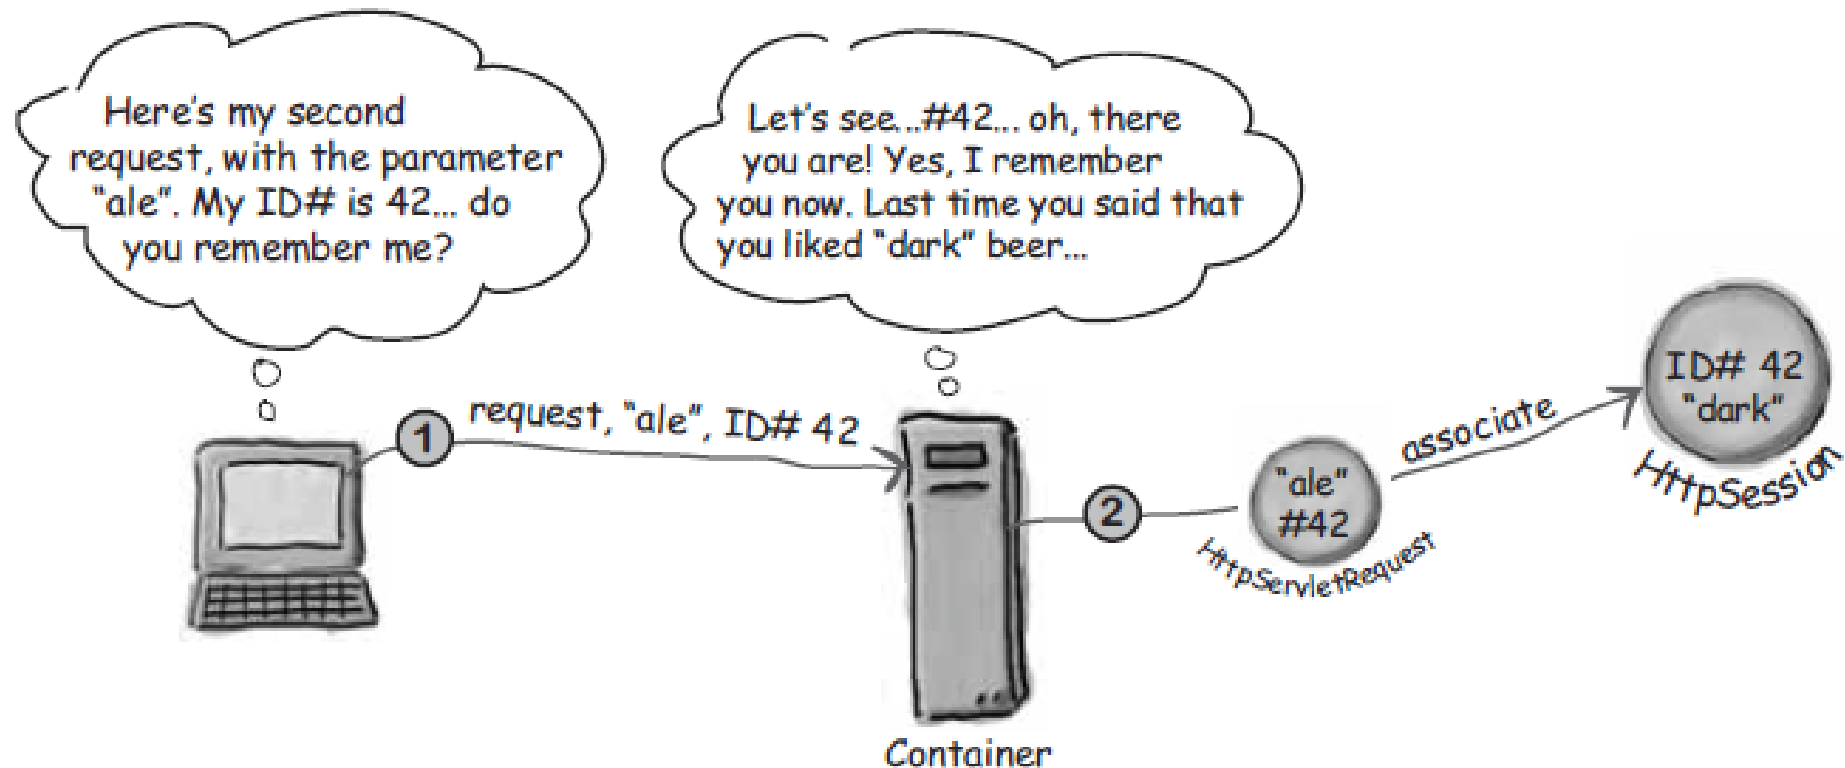 Here's my second
request, with the parameter
"ale". My ID# is 42... do
you remember me?
Let's see...#42... oh, there
you are! Yes, I remember
you now. Last time you said that
you liked "dark" beer...
1
request, "ale", ID# 42
2
"ale"
#42
HttpServletRequest
associate
ID# 42
"dark"
HttpSession
Container